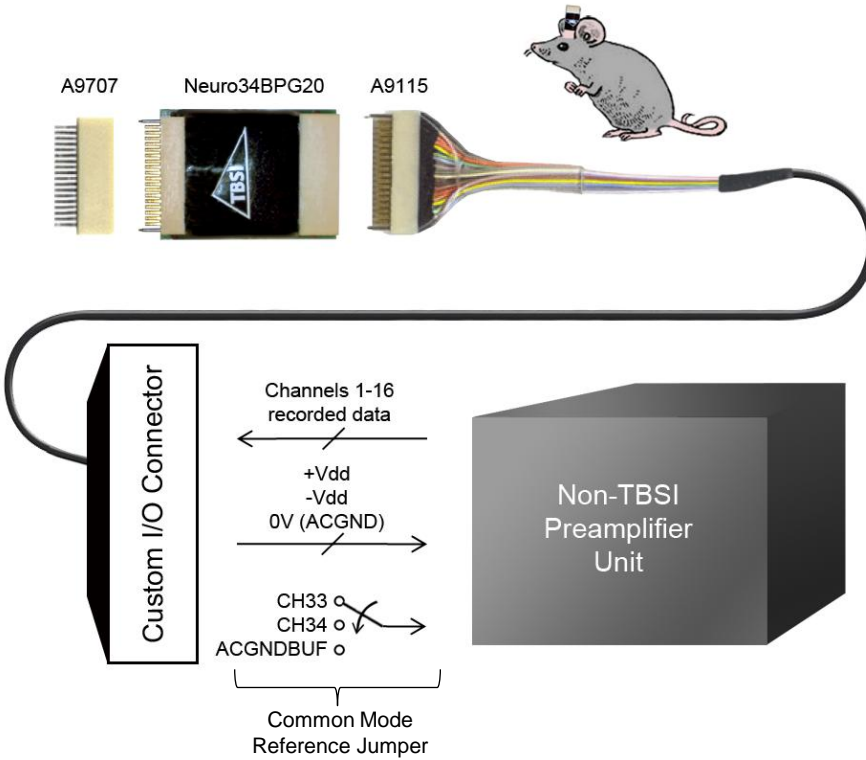 A9707
Neuro34BPG20
A9115
TBSI
Custom I/O Connector
Channels 1-16
recorded data
+Vdd
-Vdd
0V (ACGND)
CH33
CH34
ACGNDBUF
Common Mode
Reference Jumper
Non-TBSI
Preamplifier
Unit